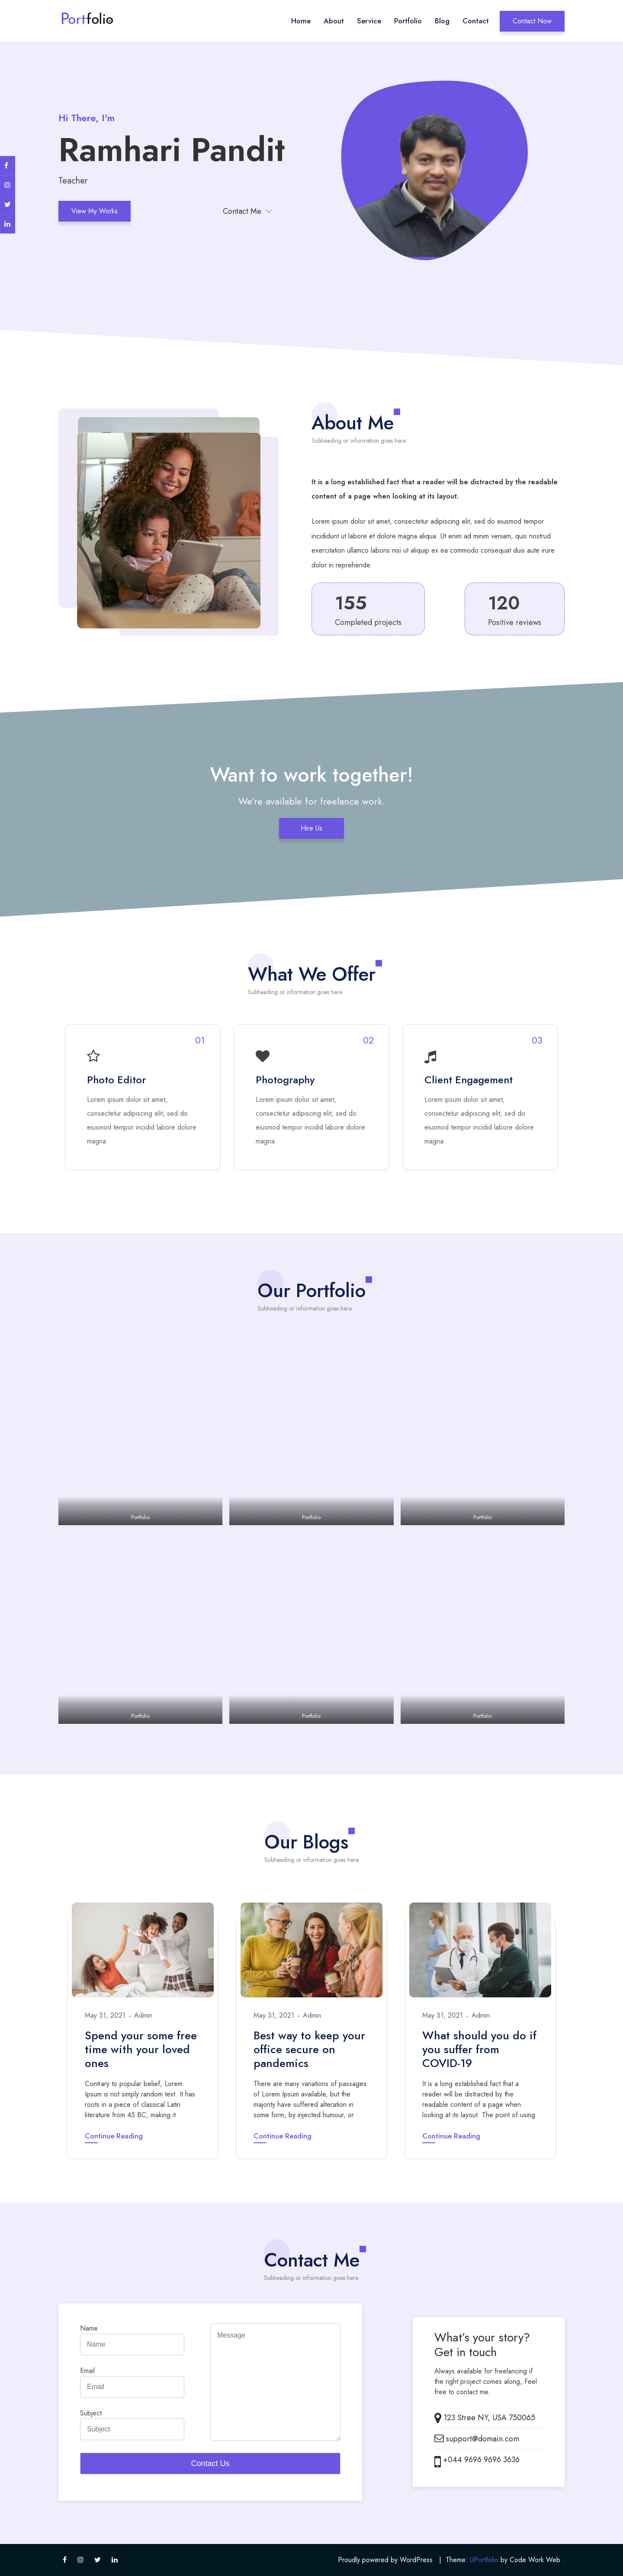 Portfolio
Home About Service Portfolio Blog Contact Contact Now
Hi There, I'm
Ramhari Pandit
Teacher
View My Works
Contact Me
About Me
Subheading or information goes here
It is a long established fact that a reader will be distracted by the readable
content of a page when looking at its layout.
Lorem ipsum dolor sit amet, consectetur adipiscing elit, sed do eiusmod tempor
incididunt ut labore et dolore magna aliqua. Ut enim ad minim veniam, quis nostrud
exercitation ullamco laboris nisi ut aliquip ex ea commodo consequat duis aute irure
dolor in reprehende.
155
Completed projects
120
Positive reviews
Want to work together!
We're available for freelance work.
Hire Us
What We Offer
Subheading or information goes here
01
Photo Editor
Lorem ipsum dolor sit amet,
consectetur adipiscing elit, sed do
eiusmod tempor incidid labore dolore
magna.
02
Photography
Lorem ipsum dolor sit amet,
consectetur adipiscing elit, sed do
eiusmod tempor incidid labore dolore
magna.
03
Client Engagement
Lorem ipsum dolor sit amet,
consectetur adipiscing elit, sed do
eiusmod tempor incidid labore dolore
magna.
Our Portfolio
Subheading or information goes here
Portfolio
Portfolio
Portfolio
Portfolio
Portfolio
Portfolio
Our Blogs
Subheading or information goes here
May 31, 2021 - Admin
Spend your some free
time with your loved
ones
Contrary to popular belief, Lorem
Ipsum is not simply random text. It has
roots in a piece of classical Latin
literature from 45 BC, making it
Continue Reading
May 31, 2021 - Admin
Best way to keep your
office secure on
pandemics
There are many variations of passages
of Lorem Ipsum available, but the
majority have suffered alteration in
some form, by injected humour, or
Continue Reading
May 31, 2021 - Admin
What should you do if
you suffer from
COVID-19
It is a long established fact that a
reader will be distracted by the
readable content of a page when
looking at its layout. The point of using
Continue Reading
Contact Me
Subheading or information goes here
Name
Name
Email
Email
Subject
Subject
Message
Contact Us
What's your story?
Get in touch
Always available for freelancing if
the right project comes along, Feel
free to contact me.
123 Stree NY, USA 750065
support@domain.com
+044 9696 9696 3636
Proudly powered by WordPress | Theme: UPortfolio by Code Work Web .